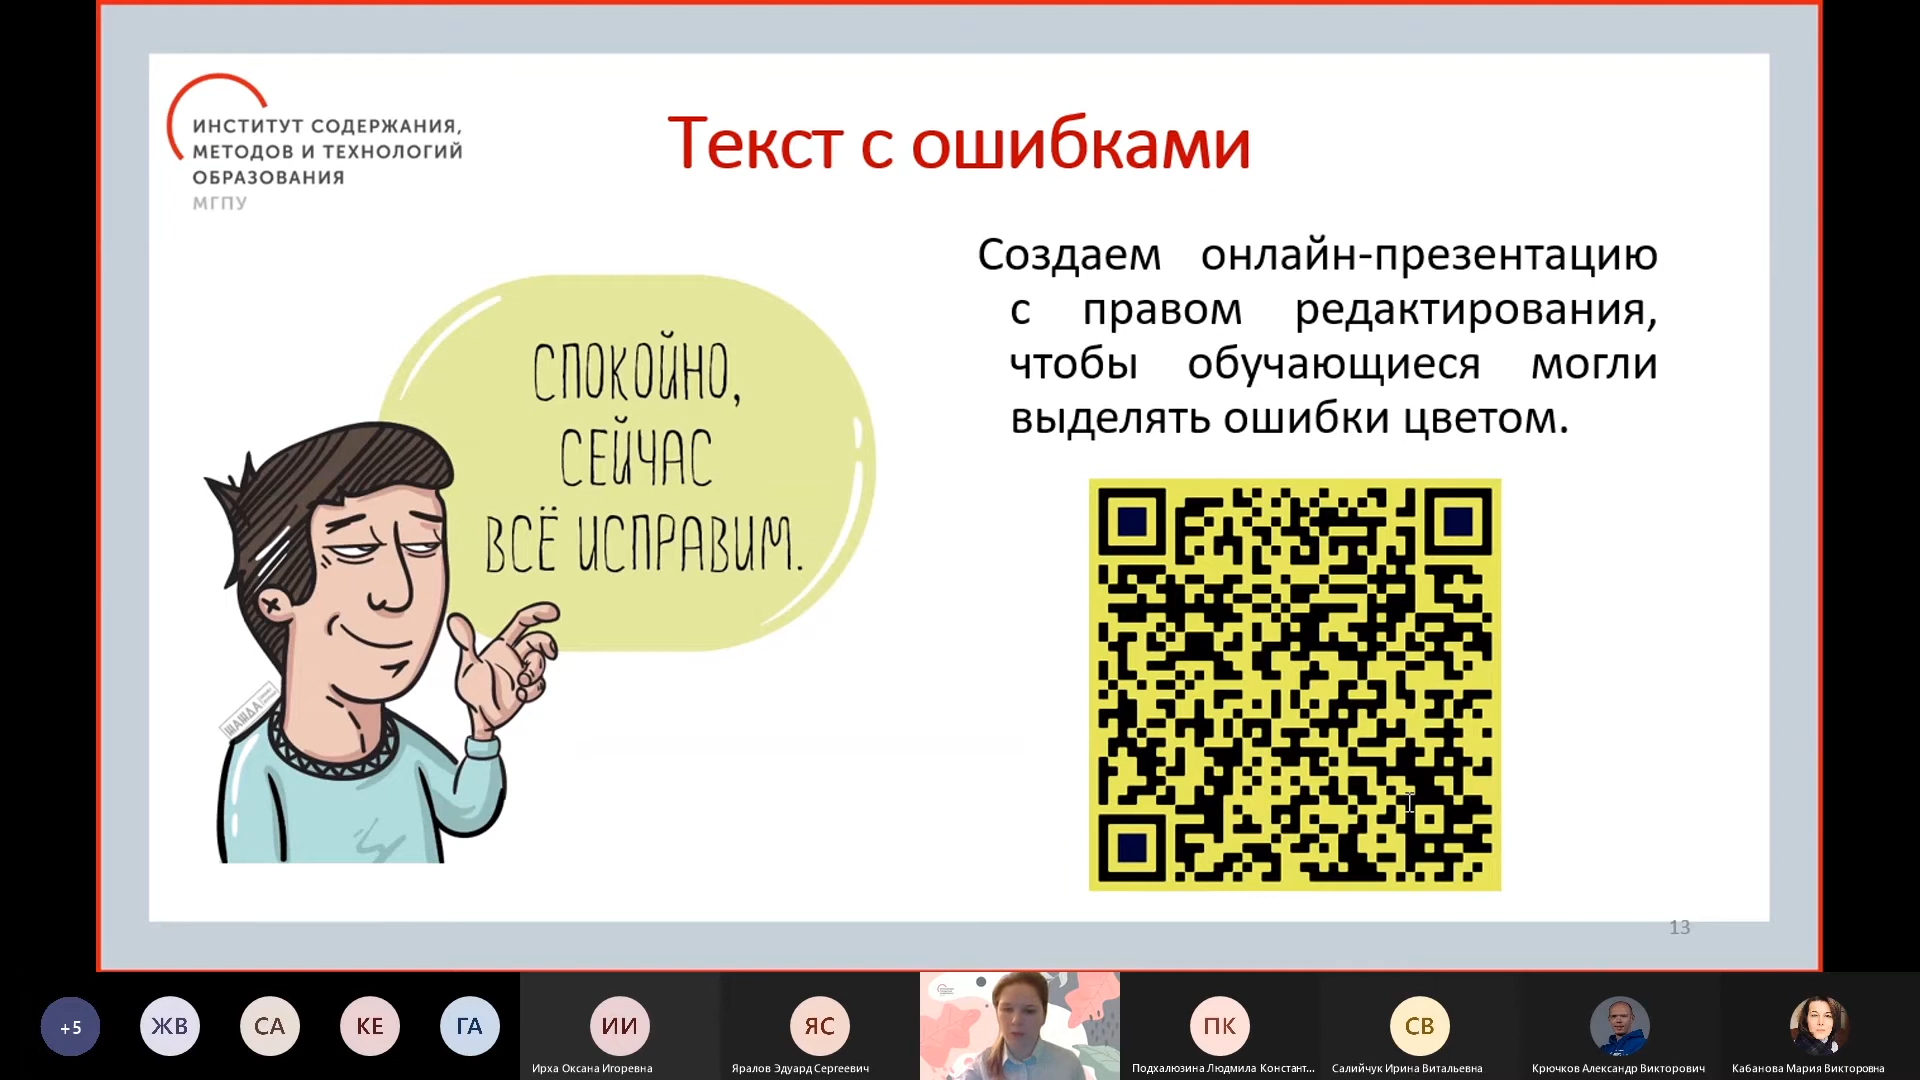 ИНСТИТУТ СОДЕРЖАНИЯ,
МЕТОДОВ И ТЕХНОЛОГИЙ
ОБРАЗОВАНИЯ
МГПУ
Текст с ошибками
Создаем онлайн-презентацию
с правом редактирования,
чтобы обучающиеся могли
выделять ошибки цветом.
СПОКОЙНО,
СЕЙЧАС
ВСЁ ИСПРАВИМ.
13
+5
ЖВ
СА
КЕ
ГА
ИИ
Ирха Оксана Игоревна
ЯС
Яралов Эдуард Сергеевич
ПК
Подхалюзина Людмила Констант...
СВ
Салийчук Ирина Витальевна
Крючков Александр Викторович
Кабанова Мария Викторовна